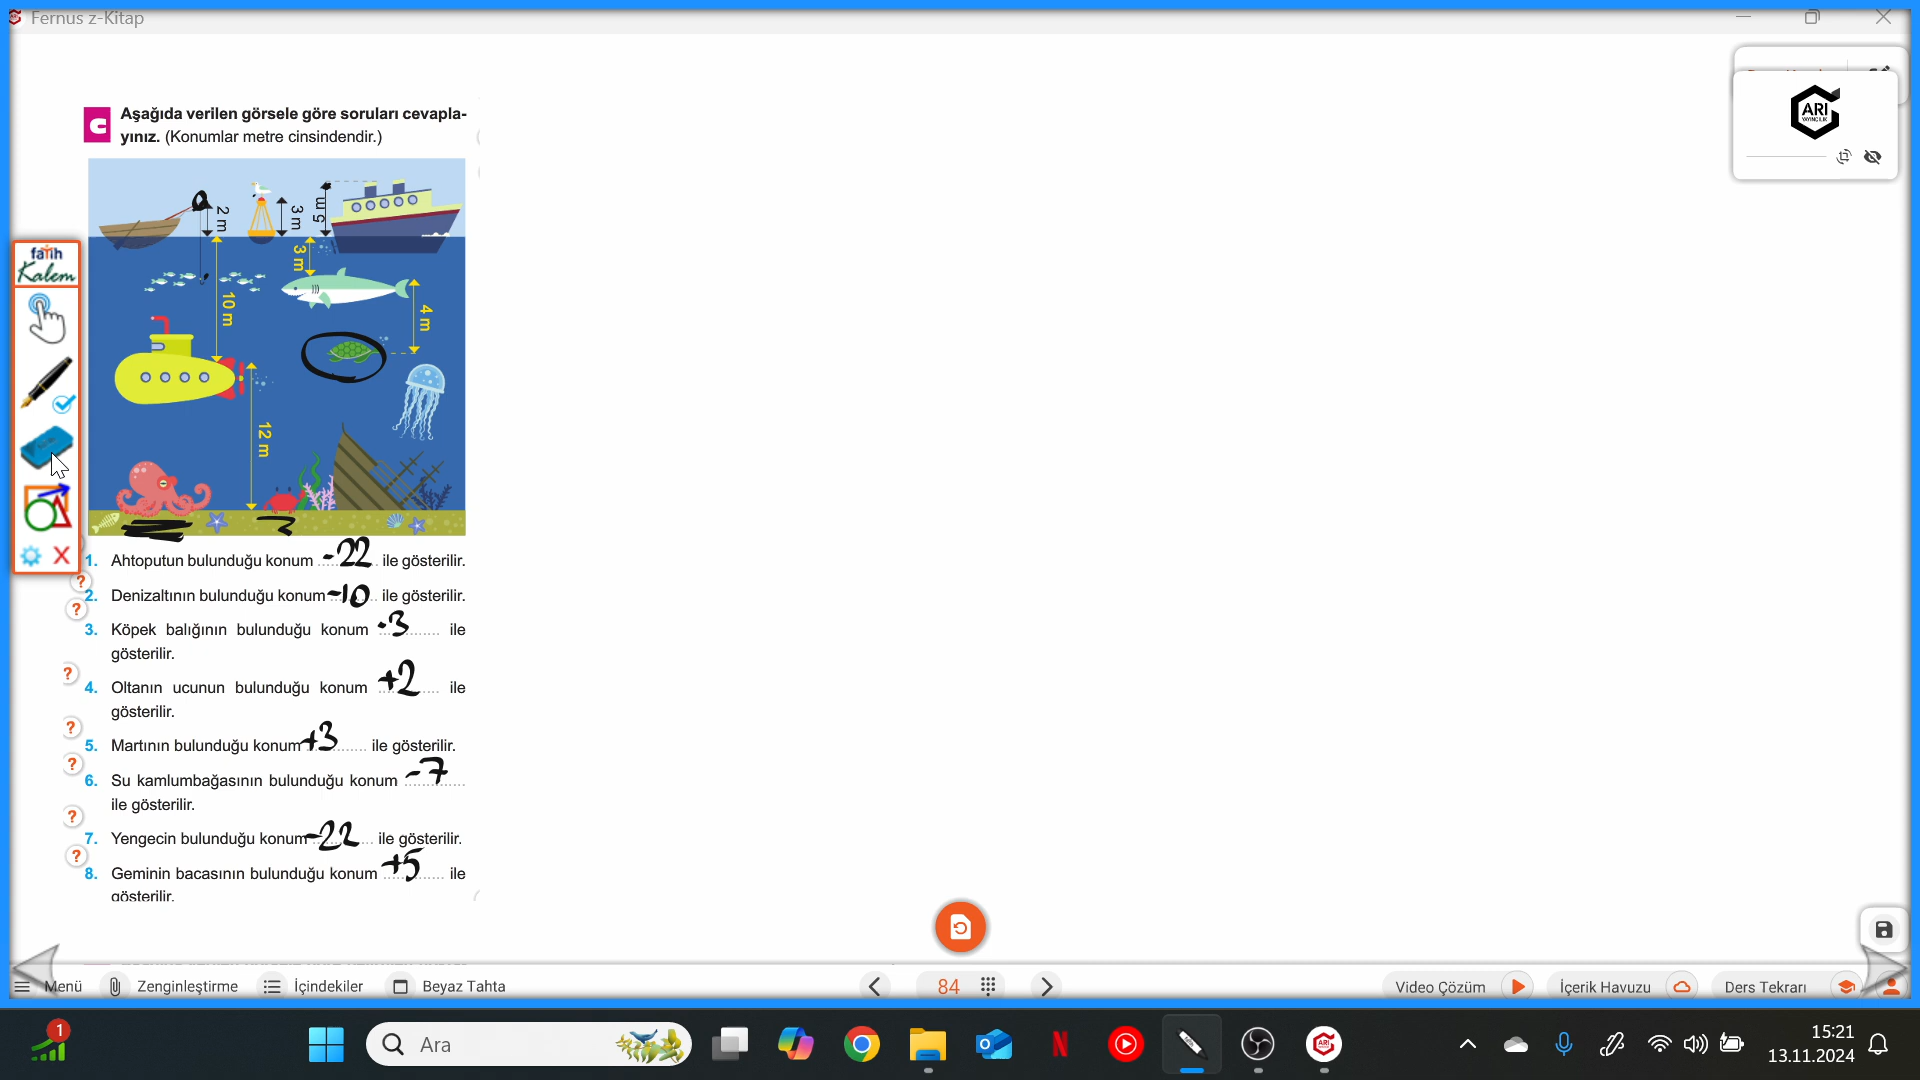 Fernus z-Kitap
ARI
YAYINCILIK
C
Aşağıda verilen görsele göre soruları cevapla-
yınız. (Konumlar metre cinsindendir.)
2 m
3 m
5 m
3 m
10 m
4 m
12 m
fatih
Kalem
1. Ahtoputun bulunduğu konum -22 ile gösterilir.
2. Denizaltının bulunduğu konum -10 ile gösterilir.
3. Köpek balığının bulunduğu konum -3 ile
gösterilir.
4. Oltanın ucunun bulunduğu konum +2 ile
gösterilir.
5. Martının bulunduğu konum +3 ile gösterilir.
6. Su kamlumbağasının bulunduğu konum -7
ile gösterilir.
7. Yengecin bulunduğu konum -22 ile gösterilir.
8. Geminin bacasının bulunduğu konum +5 ile
gösterilir.
Menü
Zenginleştirme
İçindekiler
Beyaz Tahta
84
Video Çözüm
İçerik Havuzu
Ders Tekrarı
1
Ara
15:21
13.11.2024